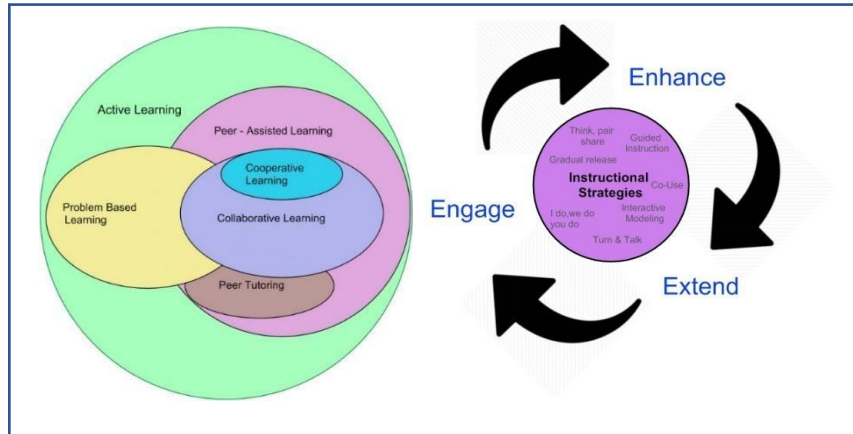 Active Learning
Peer - Assisted Learning
Cooperative
Learning
Problem Based
Learning
Collaborative Learning
Peer Tutoring
Enhance
Engage
Extend
Think, pair
share
Guided
Instruction
Gradual release
Instructional
Strategies
Co-Use
I do,we do
you do
Interactive
Modeling
Turn & Talk